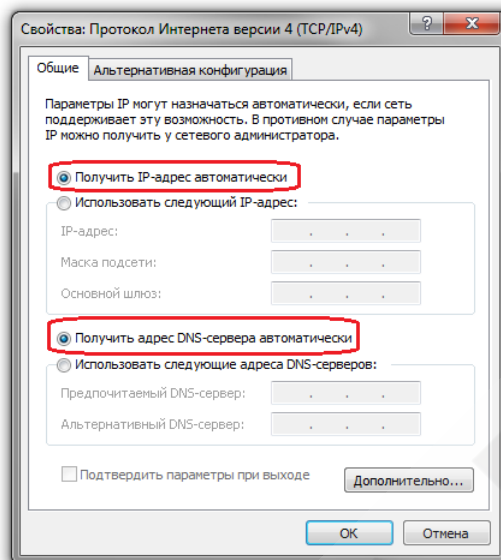 Свойства: Протокол Интернета версии 4 (TCP/IPv4)
Общие
Альтернативная конфигурация
Параметры IP могут назначаться автоматически, если сеть
поддерживает эту возможность. В противном случае параметры
IP можно получить у сетевого администратора.
Получить IP-адрес автоматически
Использовать следующий IP-адрес:
IP-адрес:
Маска подсети:
Основной шлюз:
Получить адрес DNS-сервера автоматически
Использовать следующие адреса DNS-серверов:
Предпочитаемый DNS-сервер:
Альтернативный DNS-сервер:
Подтвердить параметры при выходе
Дополнительно...
ОК
Отмена